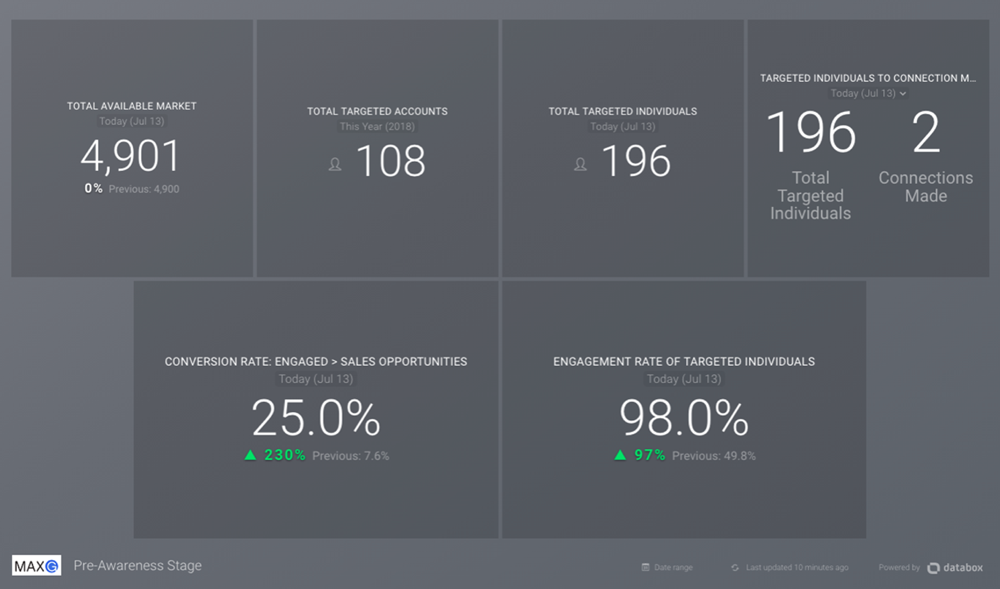 TOTAL AVAILABLE MARKET
Today (Jul 13)
4,901
0% Previous: 4,900
TOTAL TARGETED ACCOUNTS
This Year (2018)
108
TOTAL TARGETED INDIVIDUALS
Today (Jul 13)
196
TARGETED INDIVIDUALS TO CONNECTION M...
Today (Jul 13)
196 2
Total
Targeted
Individuals
Connections
Made
CONVERSION RATE: ENGAGED > SALES OPPORTUNITIES
Today (Jul 13)
25.0%
▲ 230% Previous: 7.6%
ENGAGEMENT RATE OF TARGETED INDIVIDUALS
Today (Jul 13)
98.0%
▲ 97% Previous: 49.8%
MAXG Pre-Awareness Stage
Date range
Last updated 10 minutes ago
Powered by databox